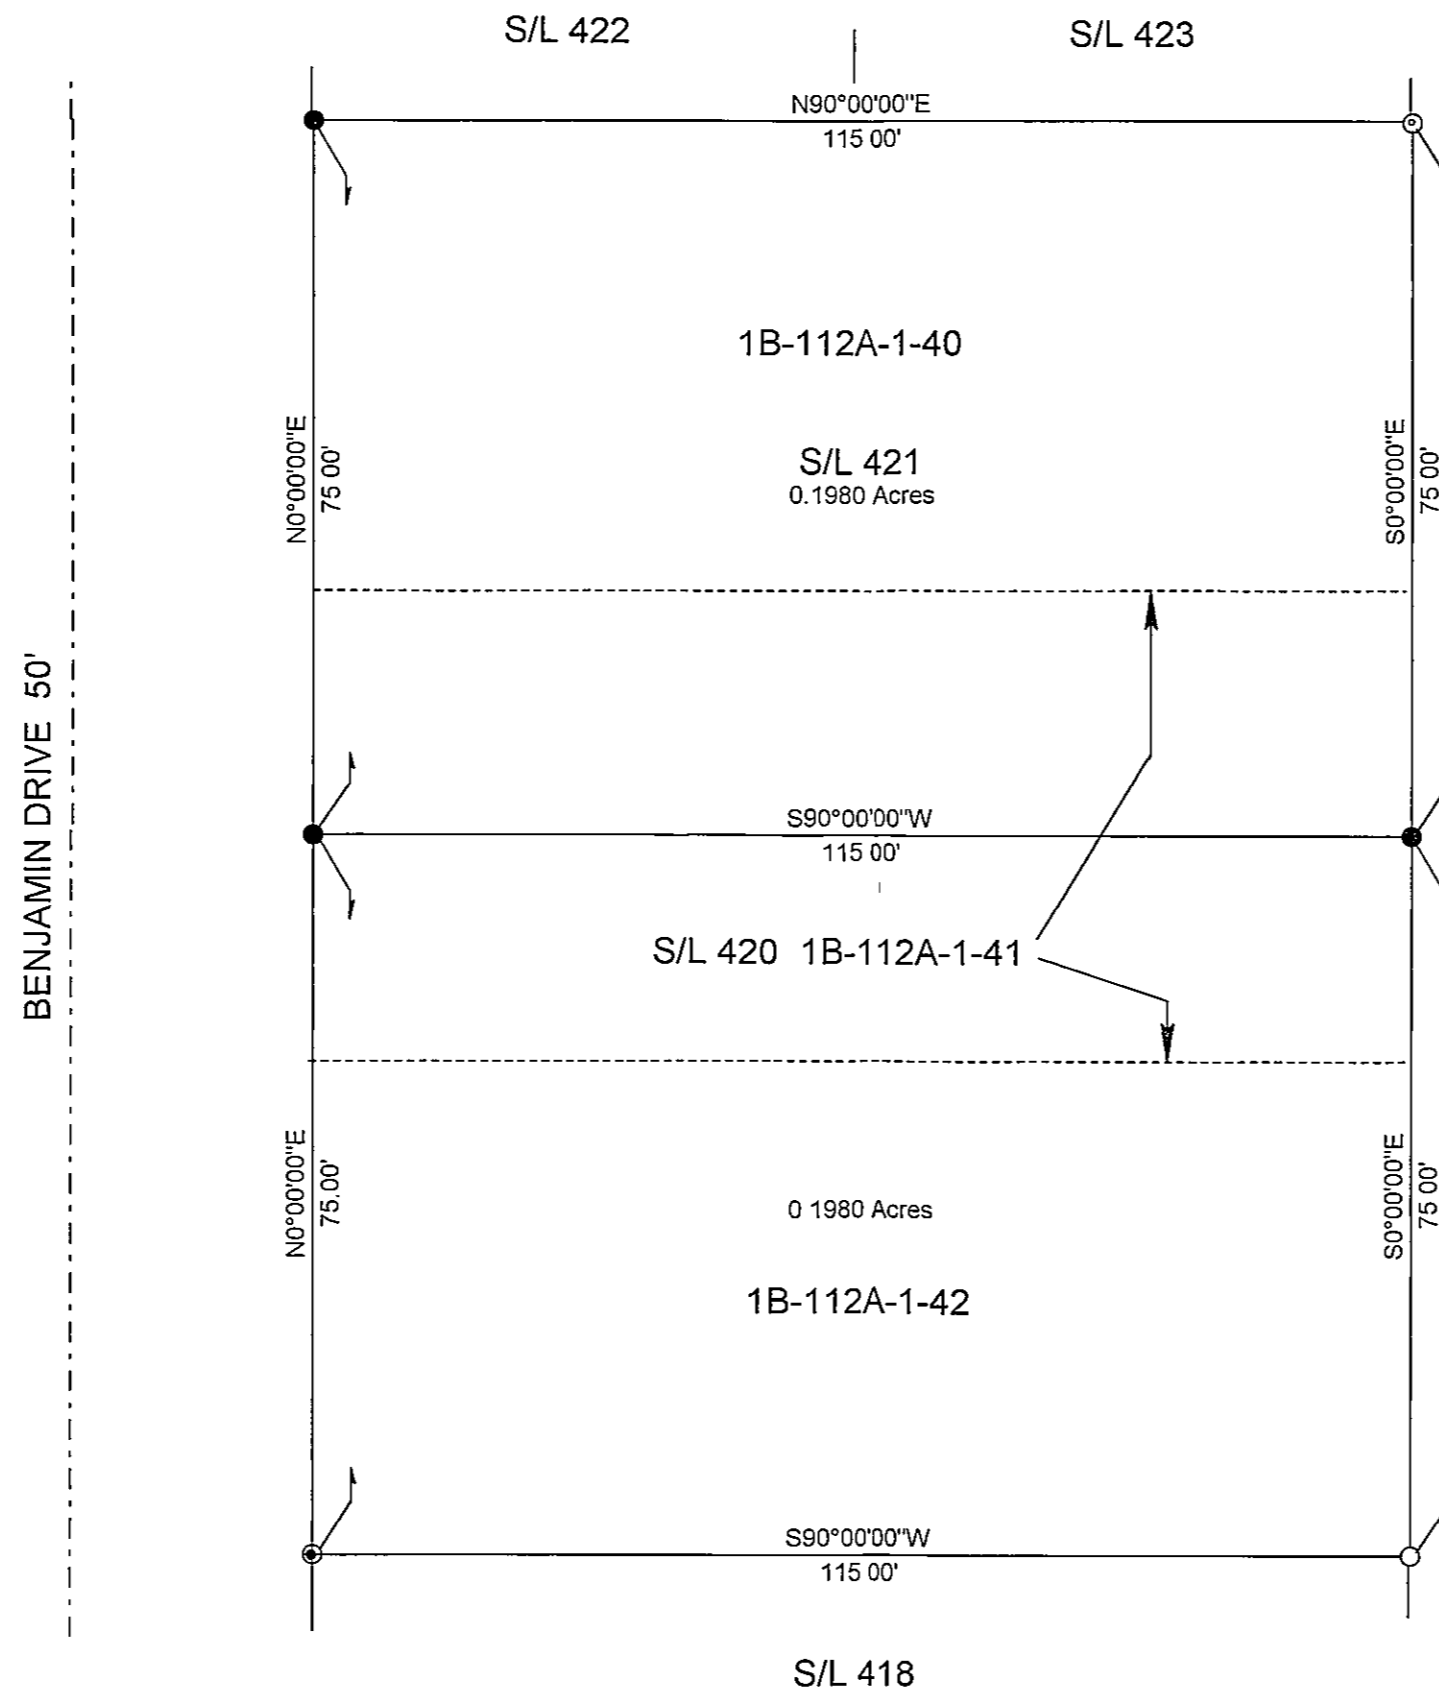 S/L 422
S/L 423
N90°00'00"E
115 00'
1B-112A-1-40
N0°00'00"E
75 00'
S/L 421
0.1980 Acres
S0°00'00"E
75 00'
BENJAMIN DRIVE 50'
S90°00'00"W
115 00'
S/L 420 1B-112A-1-41
N0°00'00"E
75.00'
0 1980 Acres
S0°00'00"E
75 00'
1B-112A-1-42
S90°00'00"W
115 00'
S/L 418